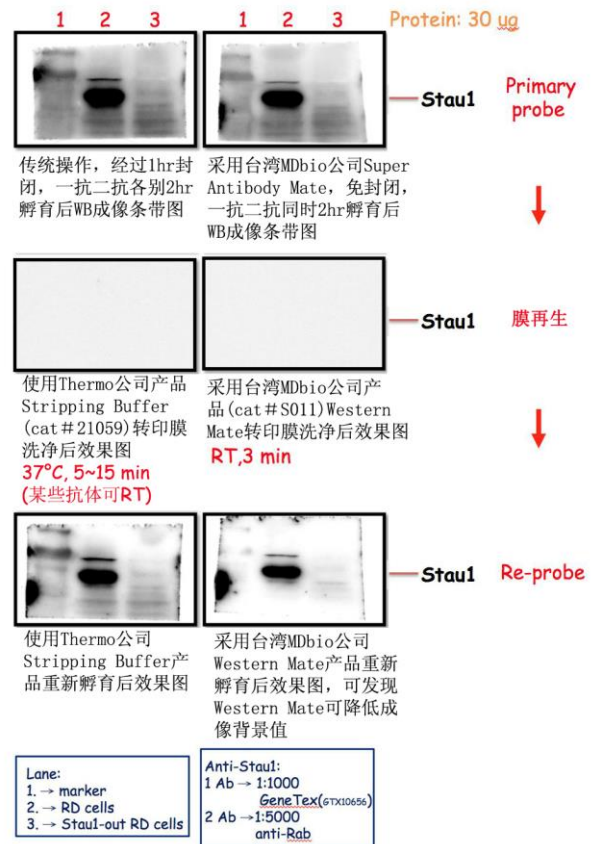 1 2 3 1 2 3 Protein: 30 ug
Stau1
Primary
probe
传统操作，经过1hr封
闭，一抗二抗各别2hr
孵育后WB成像条带图
采用台湾MDbio公司Super
Antibody Mate，免封闭，
一抗二抗同时2hr孵育后
WB成像条带图
Stau1
膜再生
使用Thermo公司产品
Stripping Buffer
(cat#21059)转印膜
洗净后效果图
37°C, 5~15 min
(某些抗体可RT)
采用台湾MDbio公司产
品(cat#S011)Western
Mate转印膜洗净后效果图
RT,3 min
Stau1
Re-probe
使用Thermo公司
Stripping Buffer产
品重新孵育后效果图
采用台湾MDbio公司
Western Mate产品重新
孵育后效果图，可发现
Western Mate可降低成
像背景值
Lane:
1. → marker
2. → RD cells
3. → Stau1-out RD cells
Anti-Stau1:
1 Ab → 1:1000
GeneTex(GTX10656)
2 Ab →1:5000
anti-Rab